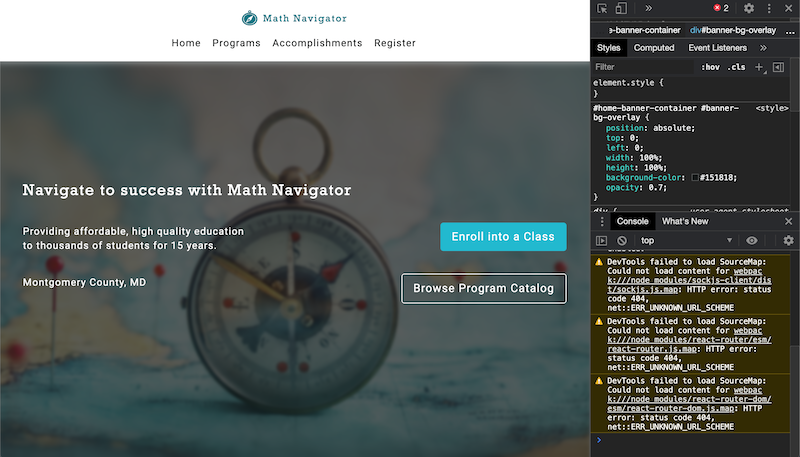 Math Navigator
Home Programs Accomplishments Register
Navigate to success with Math Navigator
Providing affordable, high quality education
to thousands of students for 15 years.
Montgomery County, MD
Enroll into a Class
Browse Program Catalog
» 2
e-banner-container div#banner-bg-overlay ...
Styles Computed Event Listeners »
Filter :hov .cls +
element.style {
}
#home-banner-container #banner- <style>
bg-overlay {
position: absolute;
top: 0;
left: 0;
width: 100%;
height: 100%;
background-color: #151818;
opacity: 0.7;
}
div { user agent stylesheet
Console What's New
top
DevTools failed to load SourceMap:
Could not load content for webpac
k:///node_modules/sockjs-client/dis
t/sockjs.js.map: HTTP error: status
code 404,
net::ERR_UNKNOWN_URL_SCHEME
DevTools failed to load SourceMap:
Could not load content for webpac
k:///node_modules/react-router/esm/
react-router.js.map: HTTP error:
status code 404,
net::ERR_UNKNOWN_URL_SCHEME
DevTools failed to load SourceMap:
Could not load content for webpac
k:///node_modules/react-router-dom/
esm/react-router-dom.js.map: HTTP
error: status code 404,
net::ERR_UNKNOWN_URL_SCHEME